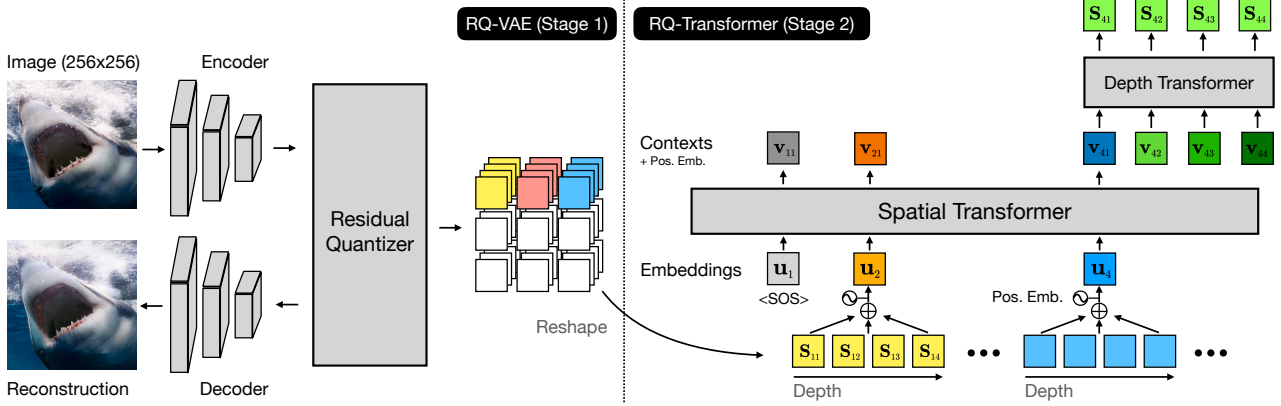 RQ-VAE (Stage 1)
RQ-Transformer (Stage 2)
Image (256x256)
Encoder
Residual
Quantizer
Reconstruction
Decoder
Reshape
S₄₁ S₄₂ S₄₃ S₄₄
Depth Transformer
v₄₁ v₄₂ v₄₃ v₄₄
Contexts
+ Pos. Emb.
v₁₁ v₂₁
Spatial Transformer
Embeddings
u₁ u₂ u₄
<SOS>
Pos. Emb.
S₁₁ S₁₂ S₁₃ S₁₄
Depth
Depth